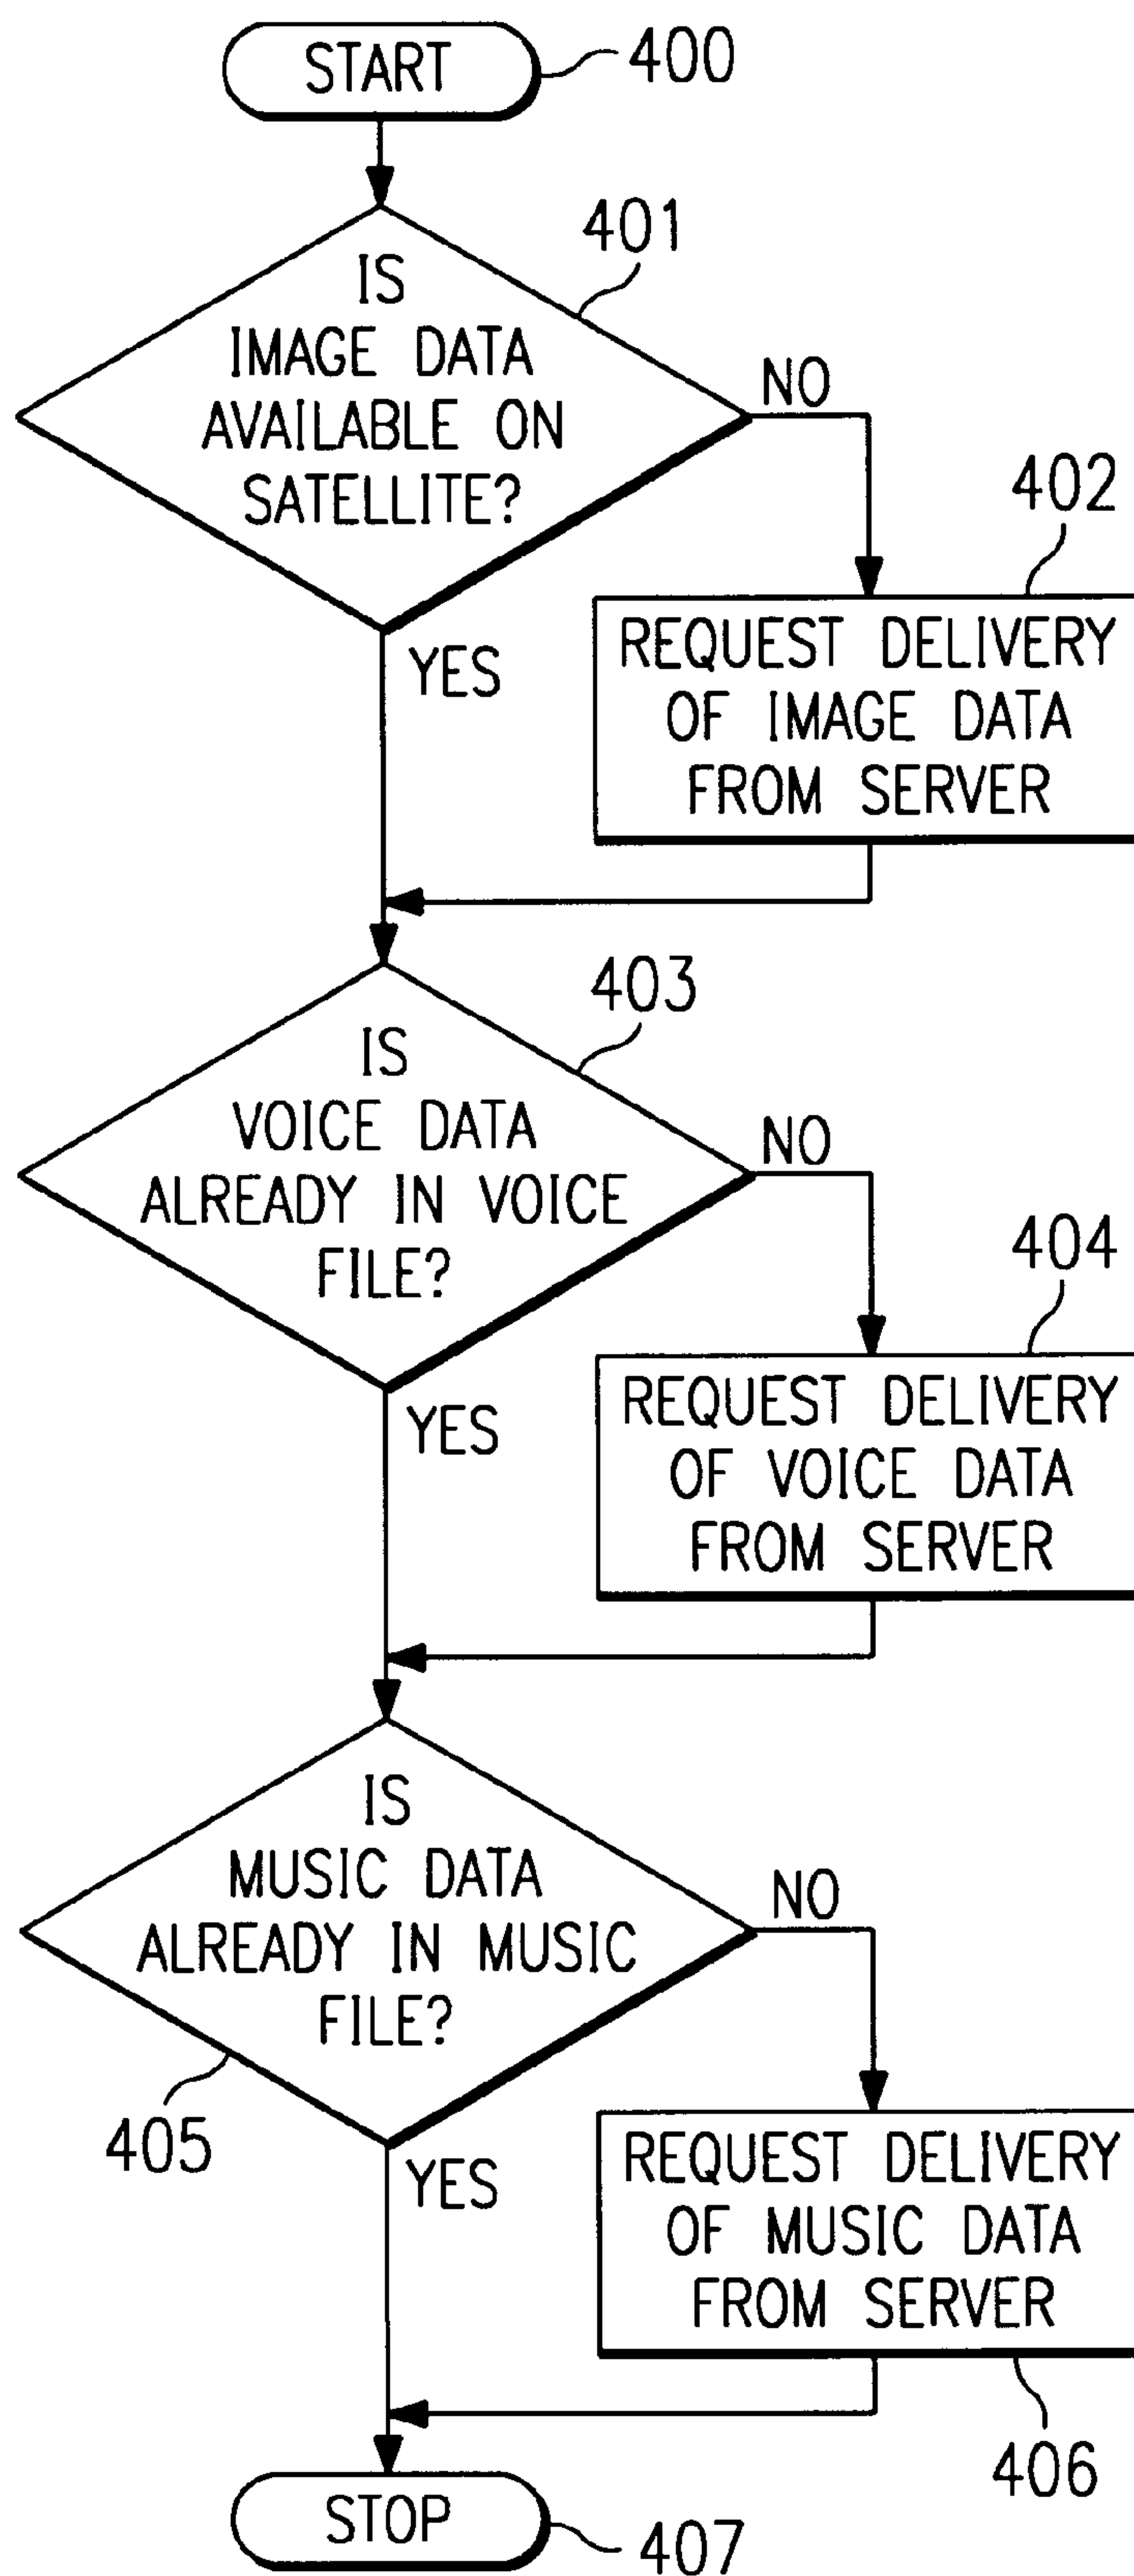 START
400
401
IS
IMAGE DATA
AVAILABLE ON
SATELLITE?
NO
YES
402
REQUEST DELIVERY
OF IMAGE DATA
FROM SERVER
403
IS
VOICE DATA
ALREADY IN VOICE
FILE?
NO
YES
404
REQUEST DELIVERY
OF VOICE DATA
FROM SERVER
IS
MUSIC DATA
ALREADY IN MUSIC
FILE?
NO
405
YES
REQUEST DELIVERY
OF MUSIC DATA
FROM SERVER
406
STOP
407